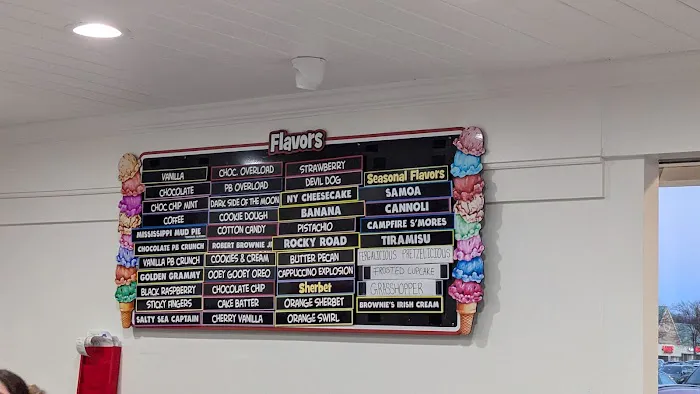 Flavors
VANILLA
CHOCOLATE
CHOC CHIP MINT
COFFEE
MISSISSIPPI MUD PIE
CHOCOLATE PB CRUNCH
VANILLA PB CRUNCH
GOLDEN GRAMMY
BLACK RASPBERRY
STICKY FINGERS
SALTY SEA CAPTAIN
CHOC. OVERLOAD
PB OVERLOAD
DARK SIDE OF THE MOON
COOKIE DOUGH
COTTON CANDY
ROBERT BROWNIE JR
COOKIES & CREAM
OOEY GOOEY OREO
CHOCOLATE CHIP
CAKE BATTER
CHERRY VANILLA
STRAWBERRY
DEVIL DOG
NY CHEESECAKE
BANANA
PISTACHIO
ROCKY ROAD
BUTTER PECAN
CAPPUCCINO EXPLOSION
Sherbet
ORANGE SHERBET
ORANGE SWIRL
Seasonal Flavors
SAMOA
CANNOLI
CAMPFIRE S'MORES
TIRAMISU
PRETZELICIOUS
FROSTED CUPCAKE
GRASSHOPPER
BROWNIE'S IRISH CREAM